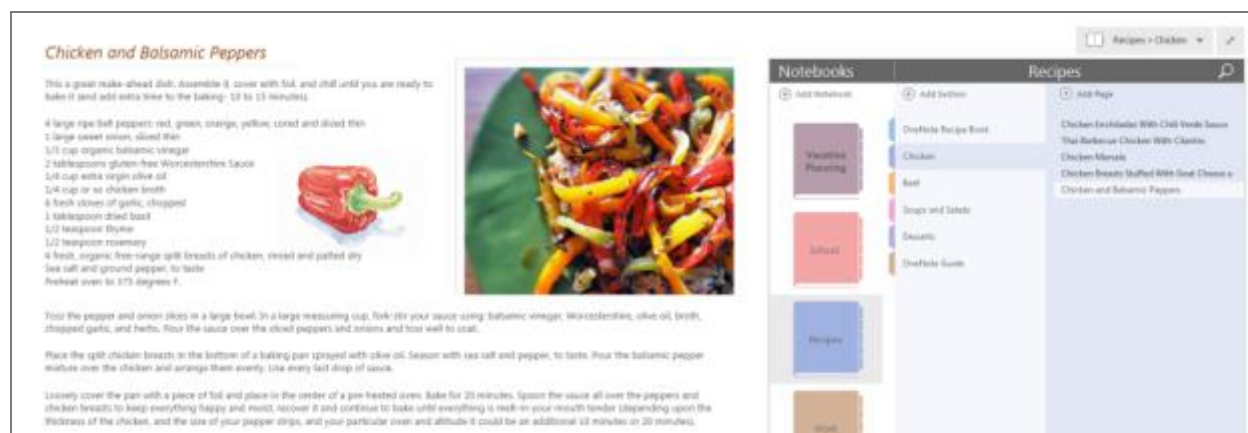 Chicken and Balsamic Peppers
This is a great make-ahead dish. Assemble it, cover with foil, and chill until you are ready to
bake it (and add extra time to the baking- 10 to 15 minutes).
4 large ripe bell peppers: red, green, orange, yellow, cored and sliced thin
1 large sweet onion, sliced thin
1/3 cup organic balsamic vinegar
2 tablespoons gluten-free Worcestershire Sauce
1/4 cup extra virgin olive oil
1/4 cup or so chicken broth
6 fresh cloves of garlic, chopped
1 tablespoon dried basil
1/2 teaspoon thyme
1/2 teaspoon rosemary
4 fresh, organic free-range split breasts of chicken, rinsed and patted dry
Sea salt and ground pepper, to taste
Preheat oven to 375 degrees F.
Toss the pepper and onion slices in a large bowl. In a large measuring cup, fork-stir your sauce using: balsamic vinegar, Worcestershire, olive oil, broth,
chopped garlic, and herbs. Pour the sauce over the sliced peppers and onions and toss well to coat.
Place the split chicken breasts in the bottom of a baking pan sprayed with olive oil. Season with sea salt and pepper, to taste. Pour the balsamic pepper
mixture over the chicken and arrange them evenly. Use every last drop of sauce.
Loosely cover the pan with a piece of foil and place in the center of a pre-heated oven. Bake for 20 minutes. Spoon the sauce all over the peppers and
chicken breasts to keep everything happy and moist, recover it and continue to bake until everything is melt-in-your-mouth tender (depending upon the
thickness of the chicken, and the size of your pepper strips, and your particular oven and altitude it could be an additional 10 minutes or 20 minutes).
Recipes > Chicken
Notebooks
Recipes
Add Notebook
Add Section
Add Page
Vacation
Planning
School
Recipes
Work
OneNote Recipe Book
Chicken
Beef
Soups and Salads
Desserts
OneNote Guide
Chicken Enchiladas With Chili Verde Sauce
Thai Barbecue Chicken With Cilantro
Chicken Marsala
Chicken Breasts Stuffed With Goat Cheese a
Chicken and Balsamic Peppers